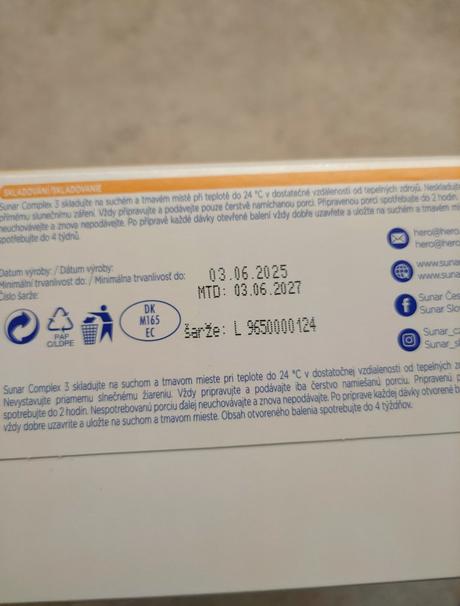 SKLADOVÁNÍ/SKLADOVANIE
Sunar Complex 3 skladujte na suchém a tmavém místě při teplotě do 24 °C v dostatečné vzdálenosti od tepelných zdrojů. Neskladujte
přímému slunečnímu záření. Vždy připravujte a podávejte pouze čerstvě namíchanou porci. Připravenou porci spotřebujte do 2 hodin.
neuchovávejte a znova nepodávejte. Po přípravě každé dávky otevřené balení vždy dobře uzavřete a uložte na suchém a tmavém
spotřebujte do 4 týdnů.
hero@hero.
hero@hero.
Datum výroby: / Dátum výroby:
03.06.2025
Minimální trvanlivost do: / Minimálna trvanlivosť do:
MTD: 03.06.2027
Číslo šarže:
www.suna
www.suna
PAP
C/LDPE
DK
M165
EC
šarže: L 9650000124
Sunar Čes
Sunar Slo
Sunar_c
Sunar_s
Sunar Complex 3 skladujte na suchom a tmavom mieste pri teplote do 24 °C v dostatočnej vzdialenosti od tepelných
Nevystavujte priamemu slnečnému žiareniu. Vždy pripravujte a podávajte iba čerstvo namiešanú porciu. Pripravenú
spotrebujte do 2 hodín. Nespotrebovanú porciu ďalej neuchovávajte a znova nepodávajte. Po príprave každej dávky otvorené
vždy dobre uzavrite a uložte na suchom a tmavom mieste. Obsah otvoreného balenia spotrebujte do 4 týždňov.